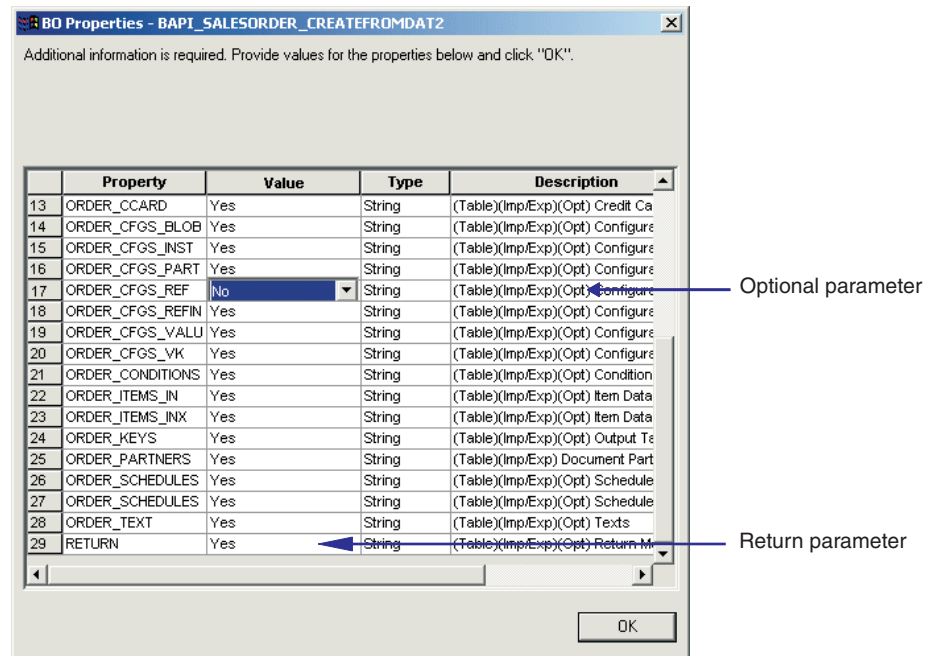 BO Properties - BAPI_SALESORDER_CREATEFROMDAT2
Additional information is required. Provide values for the properties below and click "OK".
Property Value Type Description
13 ORDER_CCARD Yes String (Table)(Imp/Exp)(Opt) Credit Ca
14 ORDER_CFGS_BLOB Yes String (Table)(Imp/Exp)(Opt) Configura
15 ORDER_CFGS_INST Yes String (Table)(Imp/Exp)(Opt) Configura
16 ORDER_CFGS_PART Yes String (Table)(Imp/Exp)(Opt) Configura
17 ORDER_CFGS_REF No String (Table)(Imp/Exp)(Opt) Configura Optional parameter
18 ORDER_CFGS_REFIN Yes String (Table)(Imp/Exp)(Opt) Configura
19 ORDER_CFGS_VALU Yes String (Table)(Imp/Exp)(Opt) Configura
20 ORDER_CFGS_VK Yes String (Table)(Imp/Exp)(Opt) Configura
21 ORDER_CONDITIONS Yes String (Table)(Imp/Exp)(Opt) Condition
22 ORDER_ITEMS_IN Yes String (Table)(Imp/Exp)(Opt) Item Data
23 ORDER_ITEMS_INX Yes String (Table)(Imp/Exp)(Opt) Item Data
24 ORDER_KEYS Yes String (Table)(Imp/Exp)(Opt) Output Ta
25 ORDER_PARTNERS Yes String (Table)(Imp/Exp) Document Part
26 ORDER_SCHEDULES Yes String (Table)(Imp/Exp)(Opt) Schedule
27 ORDER_SCHEDULES Yes String (Table)(Imp/Exp)(Opt) Schedule
28 ORDER_TEXT Yes String (Table)(Imp/Exp)(Opt) Texts
29 RETURN Yes String (Table)(Imp/Exp)(Opt) Return M Return parameter
OK